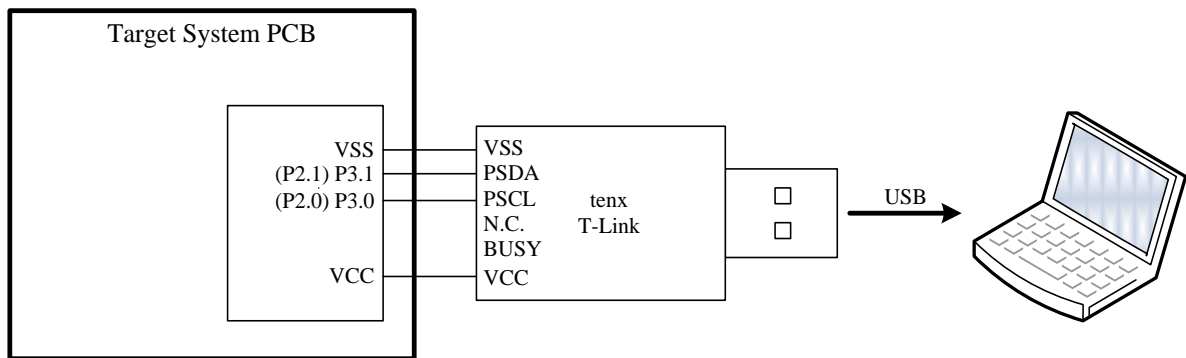 Target System PCB
VSS
(P2.1) P3.1
(P2.0) P3.0
VCC
VSS
PSDA
PSCL
N.C.
BUSY
VCC
tenx
T-Link
USB